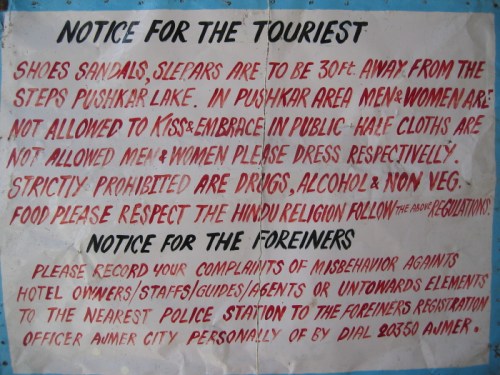 NOTICE FOR THE TOURIEST
SHOES SANDALS, SLEPARS ARE TO BE 30ft. AWAY FROM THE
STEPS PUSHKAR LAKE. IN PUSHKAR AREA MEN & WOMEN ARE
NOT ALLOWED TO KISS & EMBRACE IN PUBLIC HALF CLOTHS ARE
NOT ALLOWED MEN & WOMEN PLEASE DRESS RESPECTIVELLY.
STRICTLY PROHIBITED ARE DRUGS, ALCOHOL & NON VEG.
FOOD PLEASE RESPECT THE HINDU RELIGION FOLLOW THE ABOVE REGULATIONS.
NOTICE FOR THE FOREINERS
PLEASE RECORD YOUR COMPLAINTS OF MISBEHAVIOR AGAINTS
HOTEL OWNERS/STAFFS/GUIDES/AGENTS OR UNTOWARDS ELEMENTS
TO THE NEAREST POLICE STATION TO THE FOREINERS REGISTRATION
OFFICER AJMER CITY PERSONALLY OF BY DIAL 20350 AJMER.